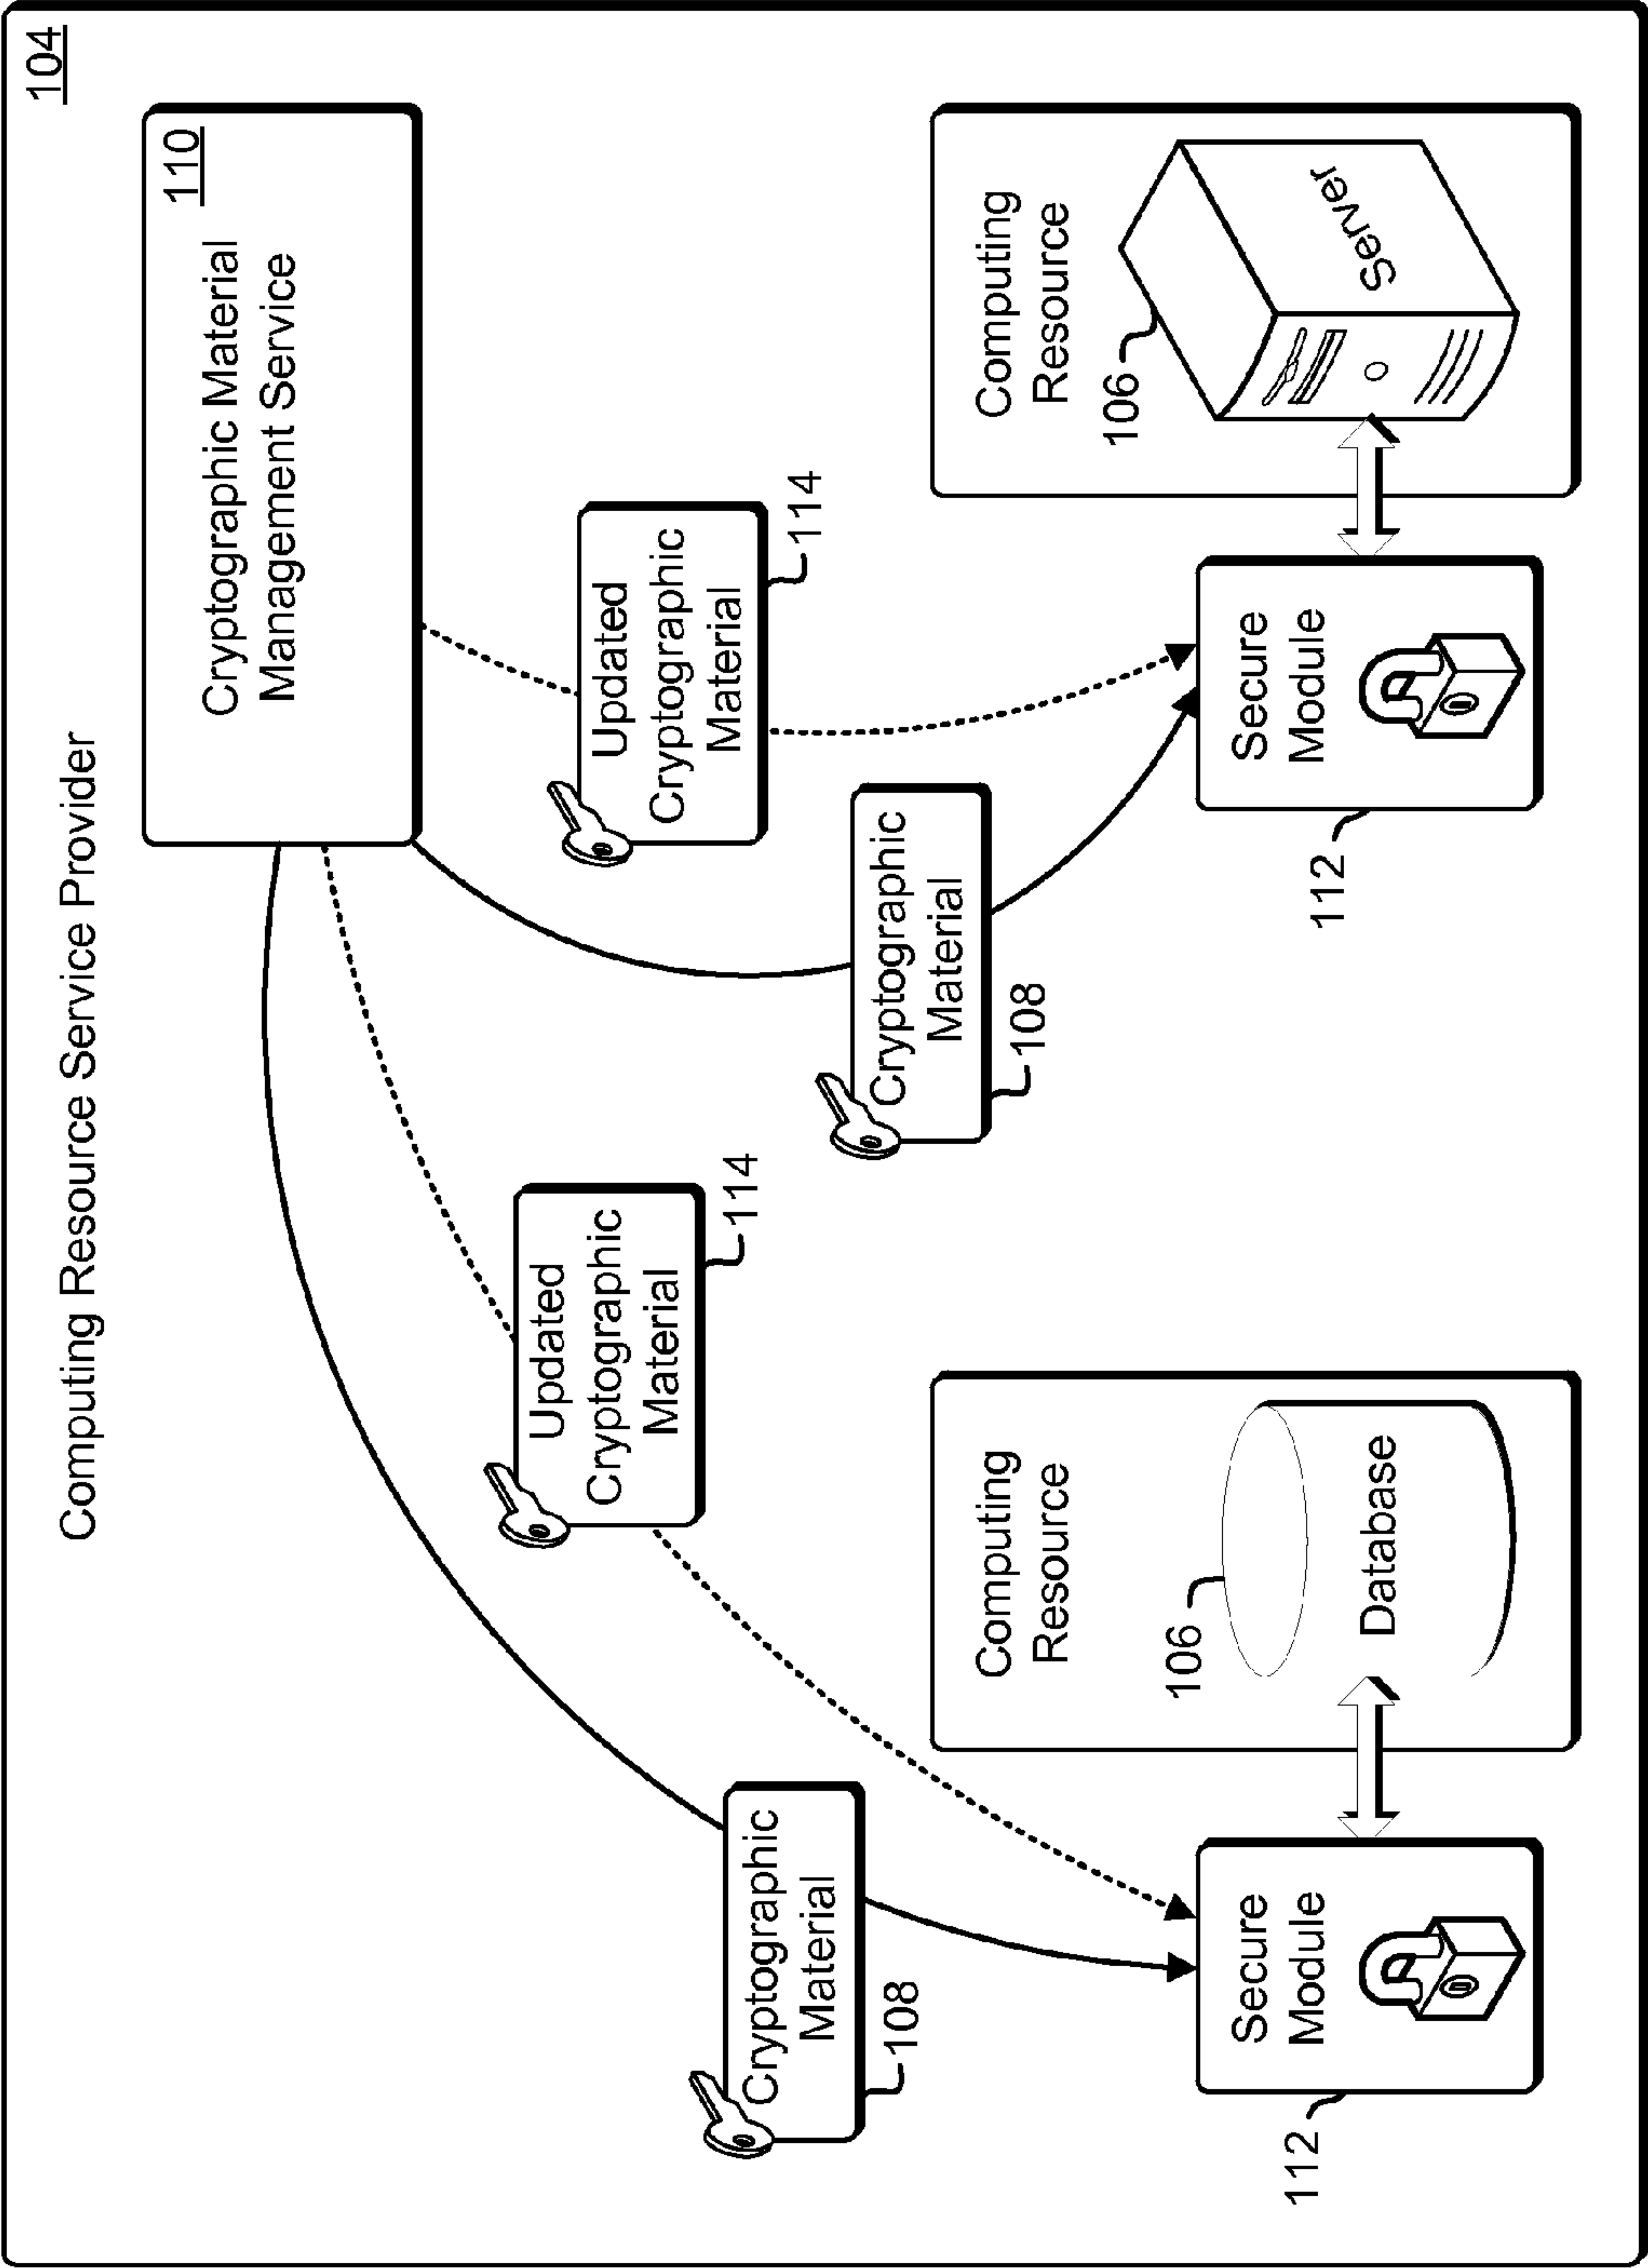 104
Computing Resource Service Provider
110
Cryptographic Material
Management Service
Updated
Cryptographic
Material
114
Updated
Cryptographic
Material
114
Cryptographic
Material
108
Cryptographic
Material
108
Secure
Module
112
Computing
Resource
106
Database
Secure
Module
112
Computing
Resource
106
Server